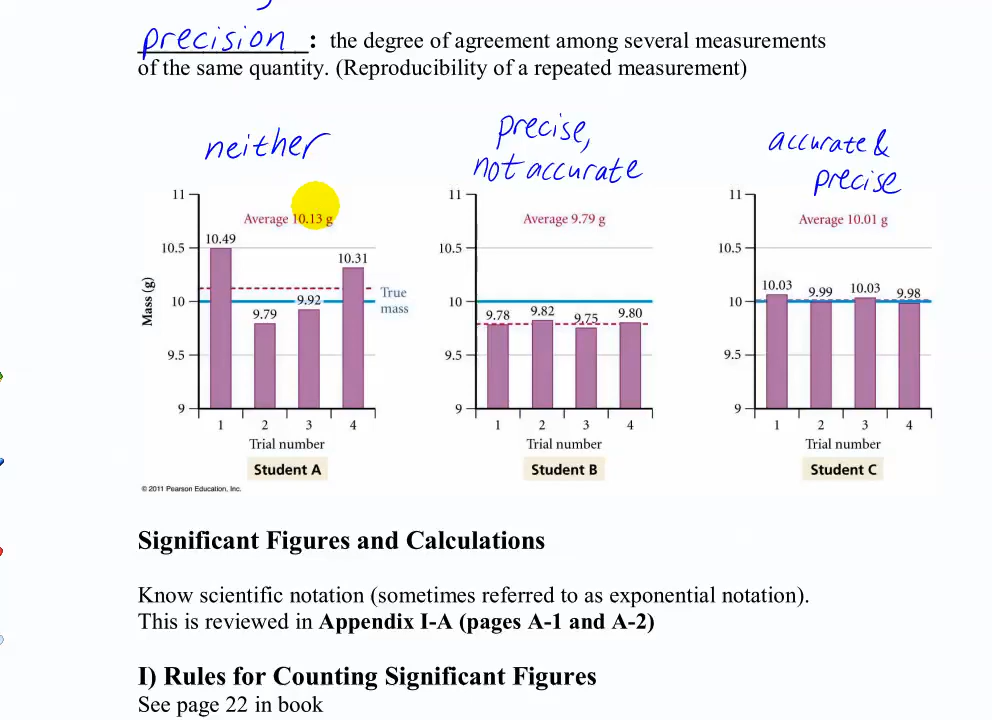 precision : the degree of agreement among several measurements
of the same quantity. (Reproducibility of a repeated measurement)
neither
precise,
not accurate
accurate &
precise
11
Average 10.13 g
10.49
10.5
10.31
True
mass
10
9.92
9.79
Mass (g)
9.5
9
1 2 3 4
Trial number
Student A
11
Average 9.79 g
10.5
10
9.78 9.82 9.75 9.80
9.5
9
1 2 3 4
Trial number
Student B
11
Average 10.01 g
10.5
10.03 9.99 10.03 9.98
10
9.5
9
1 2 3 4
Trial number
Student C
© 2011 Pearson Education, Inc.
Significant Figures and Calculations
Know scientific notation (sometimes referred to as exponential notation).
This is reviewed in Appendix I-A (pages A-1 and A-2)
I) Rules for Counting Significant Figures
See page 22 in book